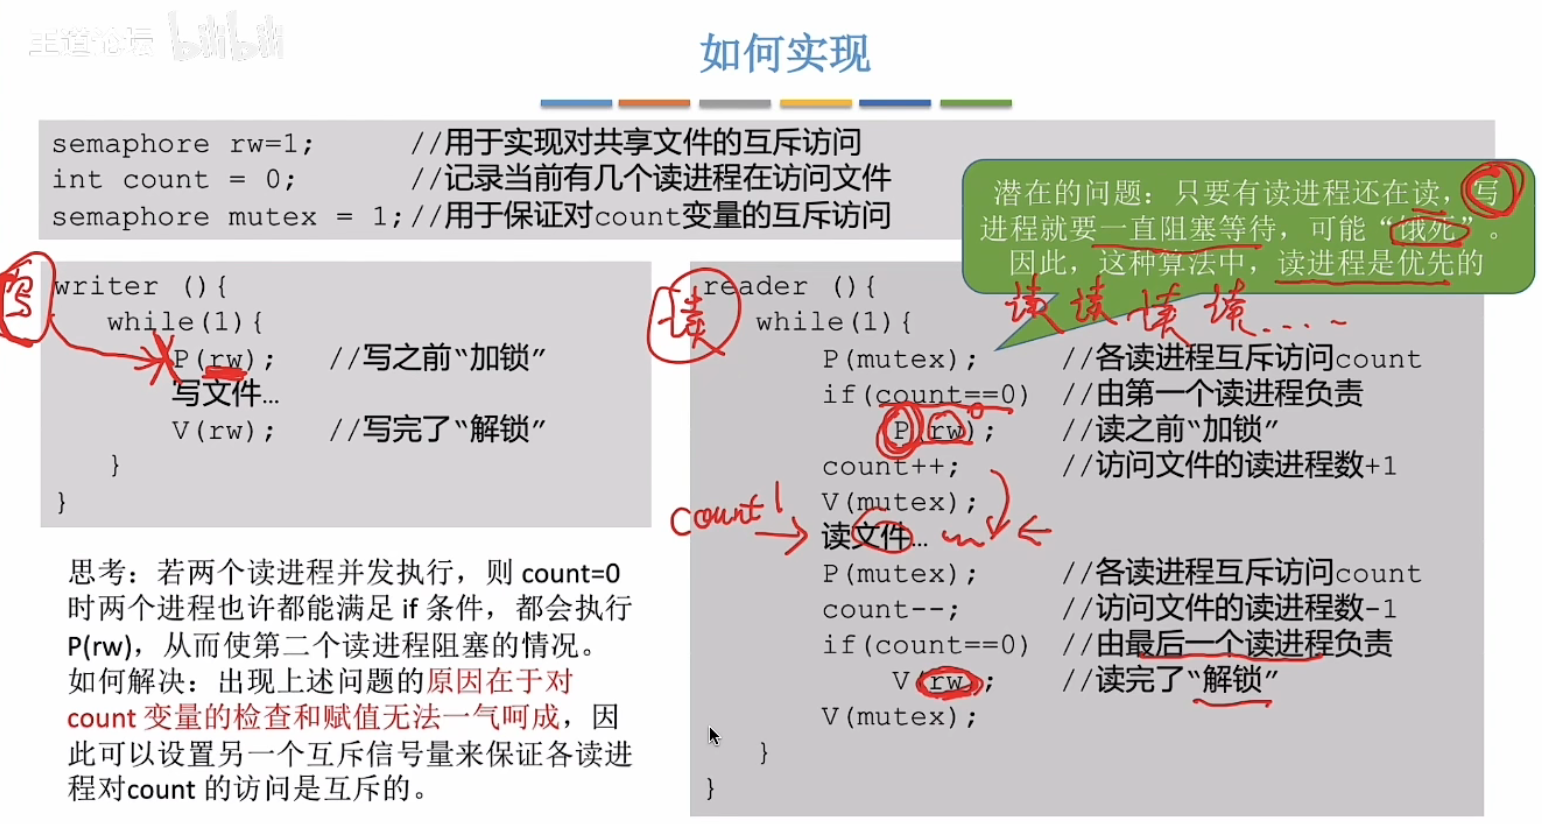 王道论坛 bilibili
如何实现
semaphore rw=1; //用于实现对共享文件的互斥访问
int count = 0; //记录当前有几个读进程在访问文件
semaphore mutex = 1;//用于保证对count变量的互斥访问
潜在的问题：只要有读进程还在读，写
进程就要一直阻塞等待，可能“饿死”。
因此，这种算法中，读进程是优先的
写
writer (){
while(1){
P(rw); //写之前“加锁”
写文件…
V(rw); //写完了“解锁”
}
}
思考：若两个读进程并发执行，则 count=0
时两个进程也许都能满足 if 条件，都会执行
P(rw)，从而使第二个读进程阻塞的情况。
如何解决：出现上述问题的原因在于对
count 变量的检查和赋值无法一气呵成，因
此可以设置另一个互斥信号量来保证各读进
程对count 的访问是互斥的。
读
reader (){
读 读 读 读....
while(1){
P(mutex); //各读进程互斥访问count
if(count==0) //由第一个读进程负责
P(rw); //读之前“加锁”
0
count++; //访问文件的读进程数+1
V(mutex);
count 1
读文件…
P(mutex); //各读进程互斥访问count
count--; //访问文件的读进程数-1
if(count==0) //由最后一个读进程负责
V(rw); //读完了“解锁”
V(mutex);
}
}